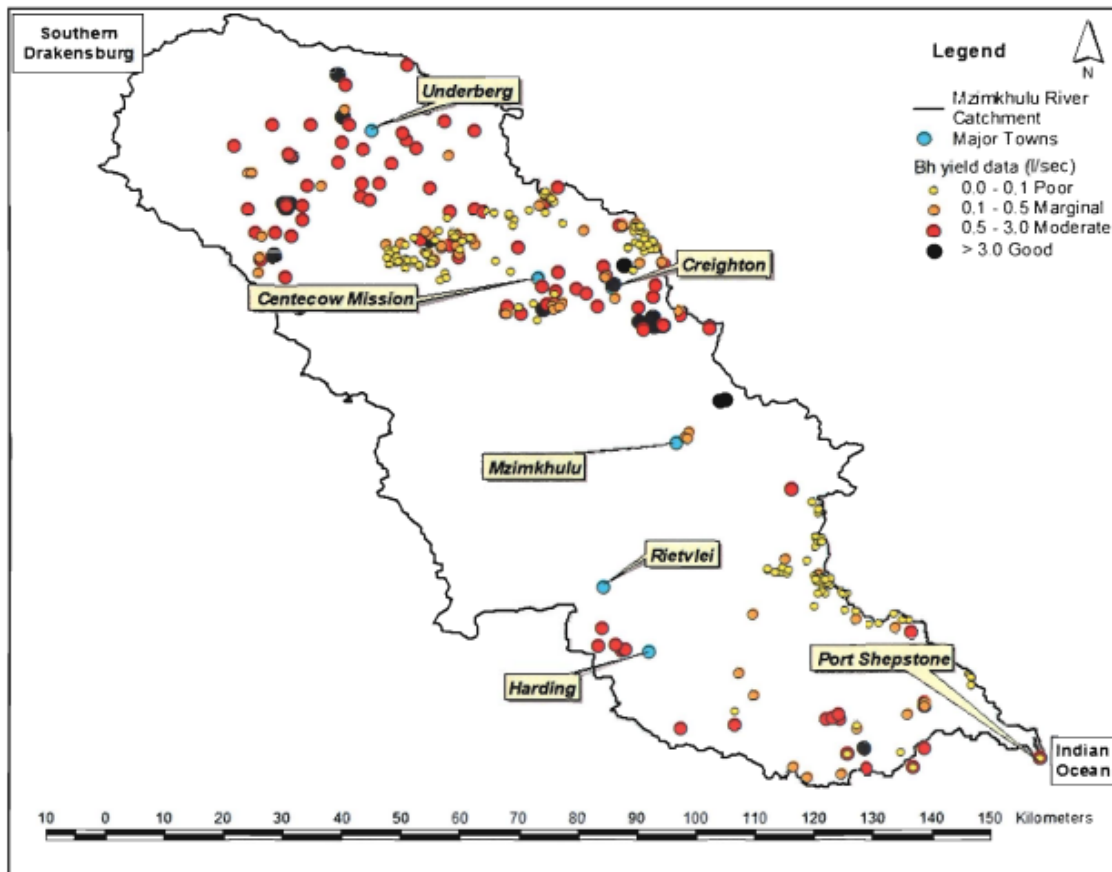 Southern
Drakensburg
Legend
N
Underberg
Mzimkhulu River
Catchment
Major Towns
Bh yield data (l/sec)
0.0 - 0.1 Poor
0.1 - 0.5 Marginal
0.5 - 3.0 Moderate
> 3.0 Good
Creighton
Centecow Mission
Mzimkhulu
Rietvlei
Port Shepstone
Harding
Indian
Ocean
10 0 10 20 30 40 50 60 70 80 90 100 110 120 130 140 150 Kilometers